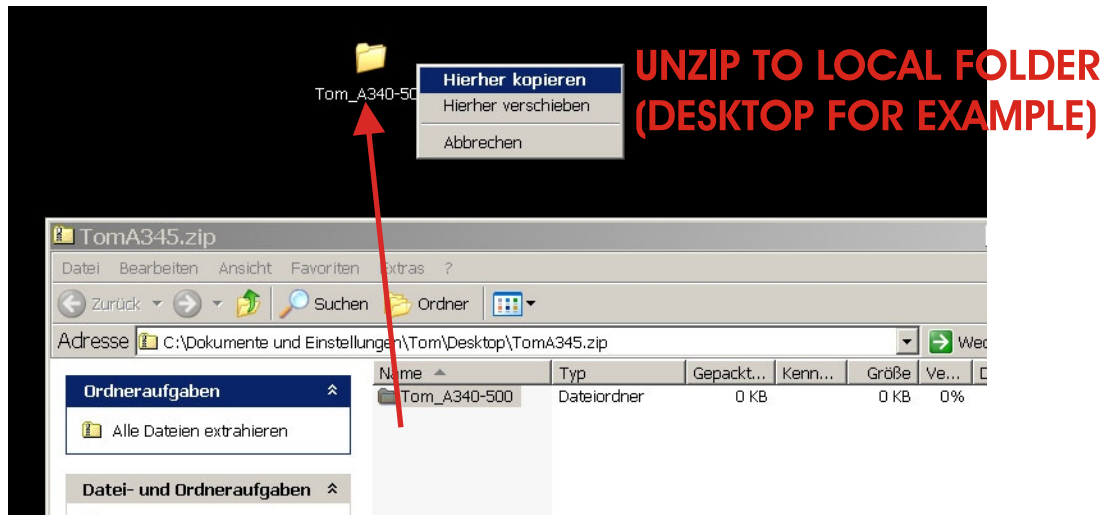 UNZIP TO LOCAL FOLDER
(DESKTOP FOR EXAMPLE)
Tom_A340-50
Hierher kopieren
Hierher verschieben
Abbrechen
TomA345.zip
Datei Bearbeiten Ansicht Favoriten Extras ?
Zurück Suchen Ordner
Adresse C:\Dokumente und Einstellungen\Tom\Desktop\TomA345.zip Wec
Name Typ Gepackt... Kenn... Größe Ve...
Ordneraufgaben
Tom_A340-500 Dateiordner 0 KB 0 KB 0%
Alle Dateien extrahieren
Datei- und Ordneraufgaben